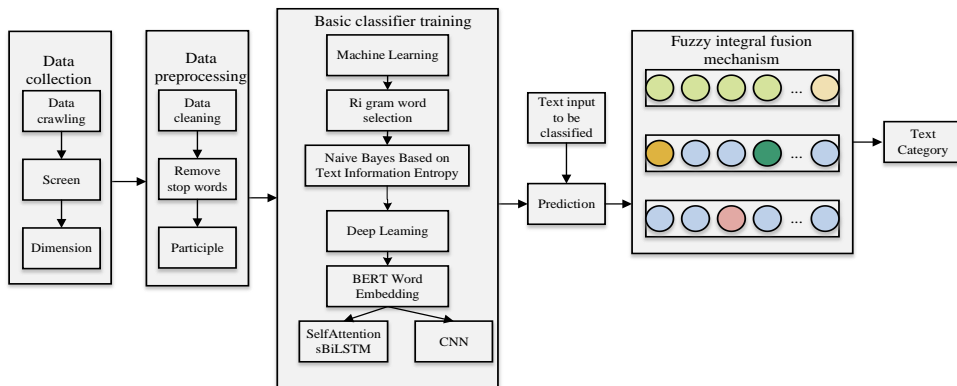 Data
collection
Data
crawling
Screen
Dimension
Data
preprocessing
Data
cleaning
Remove
stop words
Participle
Basic classifier training
Machine Learning
Ri gram word
selection
Naive Bayes Based on
Text Information Entropy
Deep Leaming
BERT Word
Embedding
SelfAttention
sBiLSTM
CNN
Text input
to be
classified
Prediction
Fuzzy integral fusion
mechanism
...
...
...
Text
Category